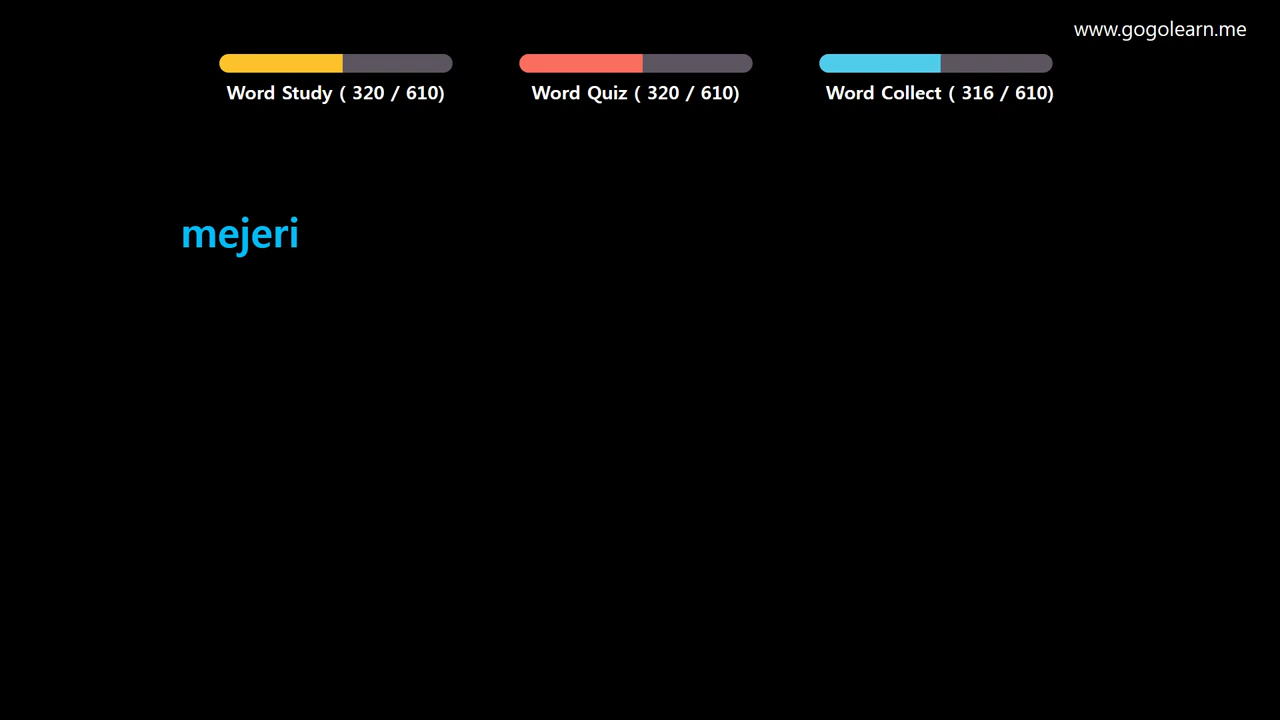 www.gogolearn.me
Word Study ( 320 / 610)
Word Quiz ( 320 / 610)
Word Collect ( 316 / 610)
mejeri